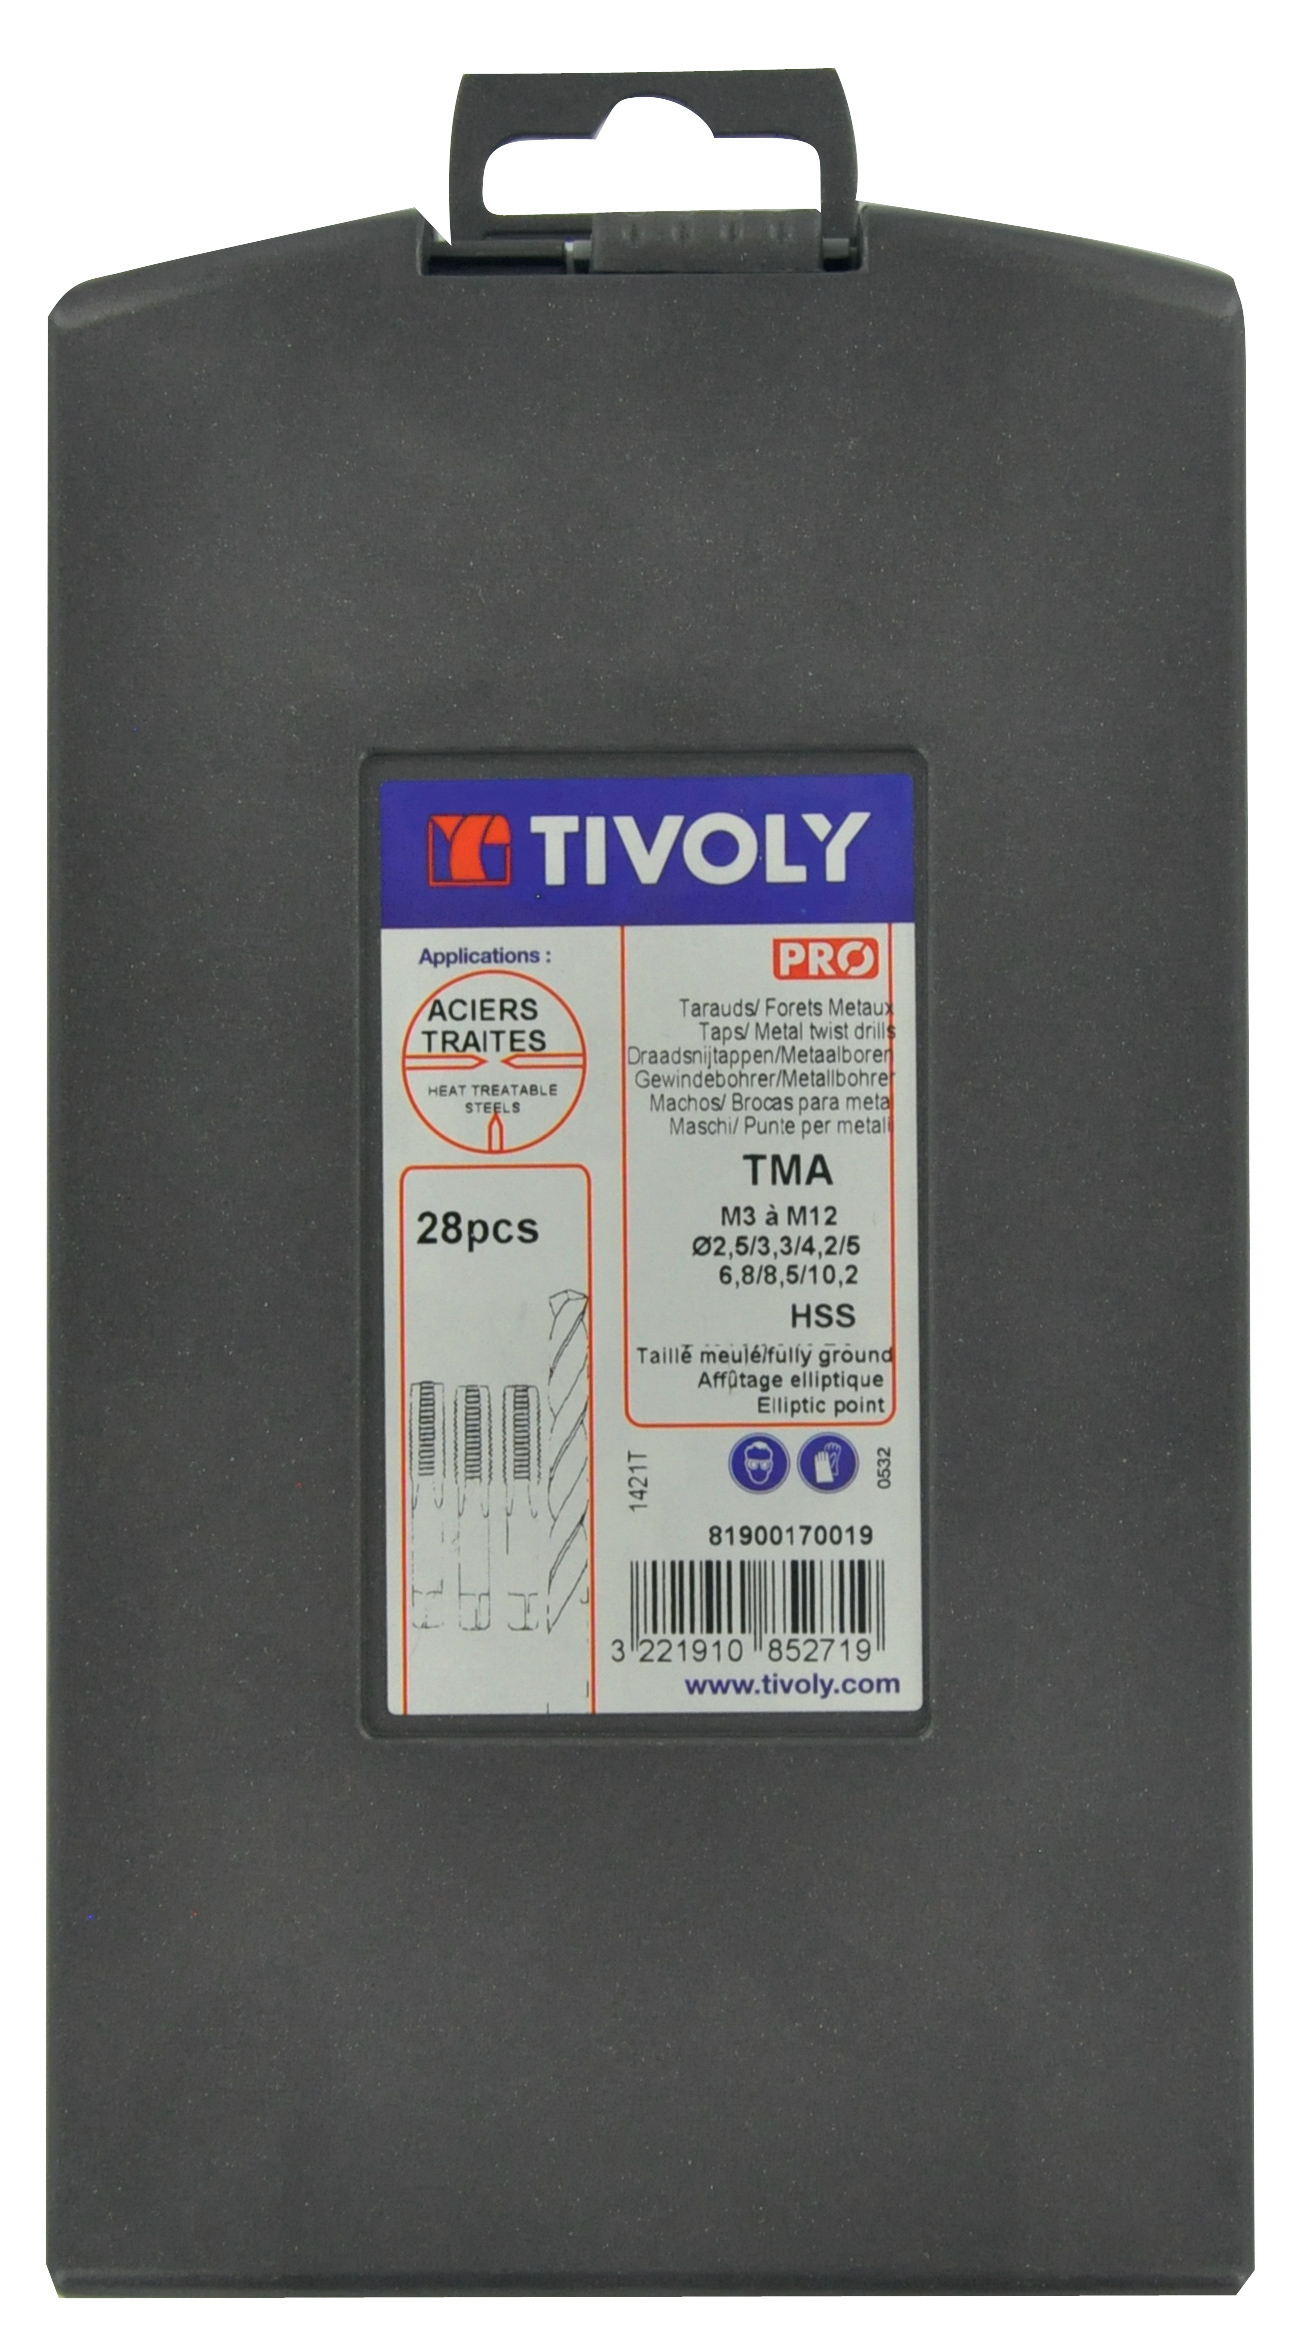 TIVOLY
Applications :
ACIERS
TRAITES
HEAT TREATABLE
STEELS
28pcs
PRO
Tarauds/ Forets Metaux
Taps/ Metal twist drills
Draadsnijtappen/Metaalboren
Gewindebohrer/Metallbohrer
Machos/ Brocas para metal
Maschi/ Punte per metalli
TMA
M3 à M12
Ø2,5/3,3/4,2/5
6,8/8,5/10,2
HSS
Taillé meulé/fully ground
Affûtage elliptique
Elliptic point
1421T
0532
81900170019
3 221910 852719
www.tivoly.com